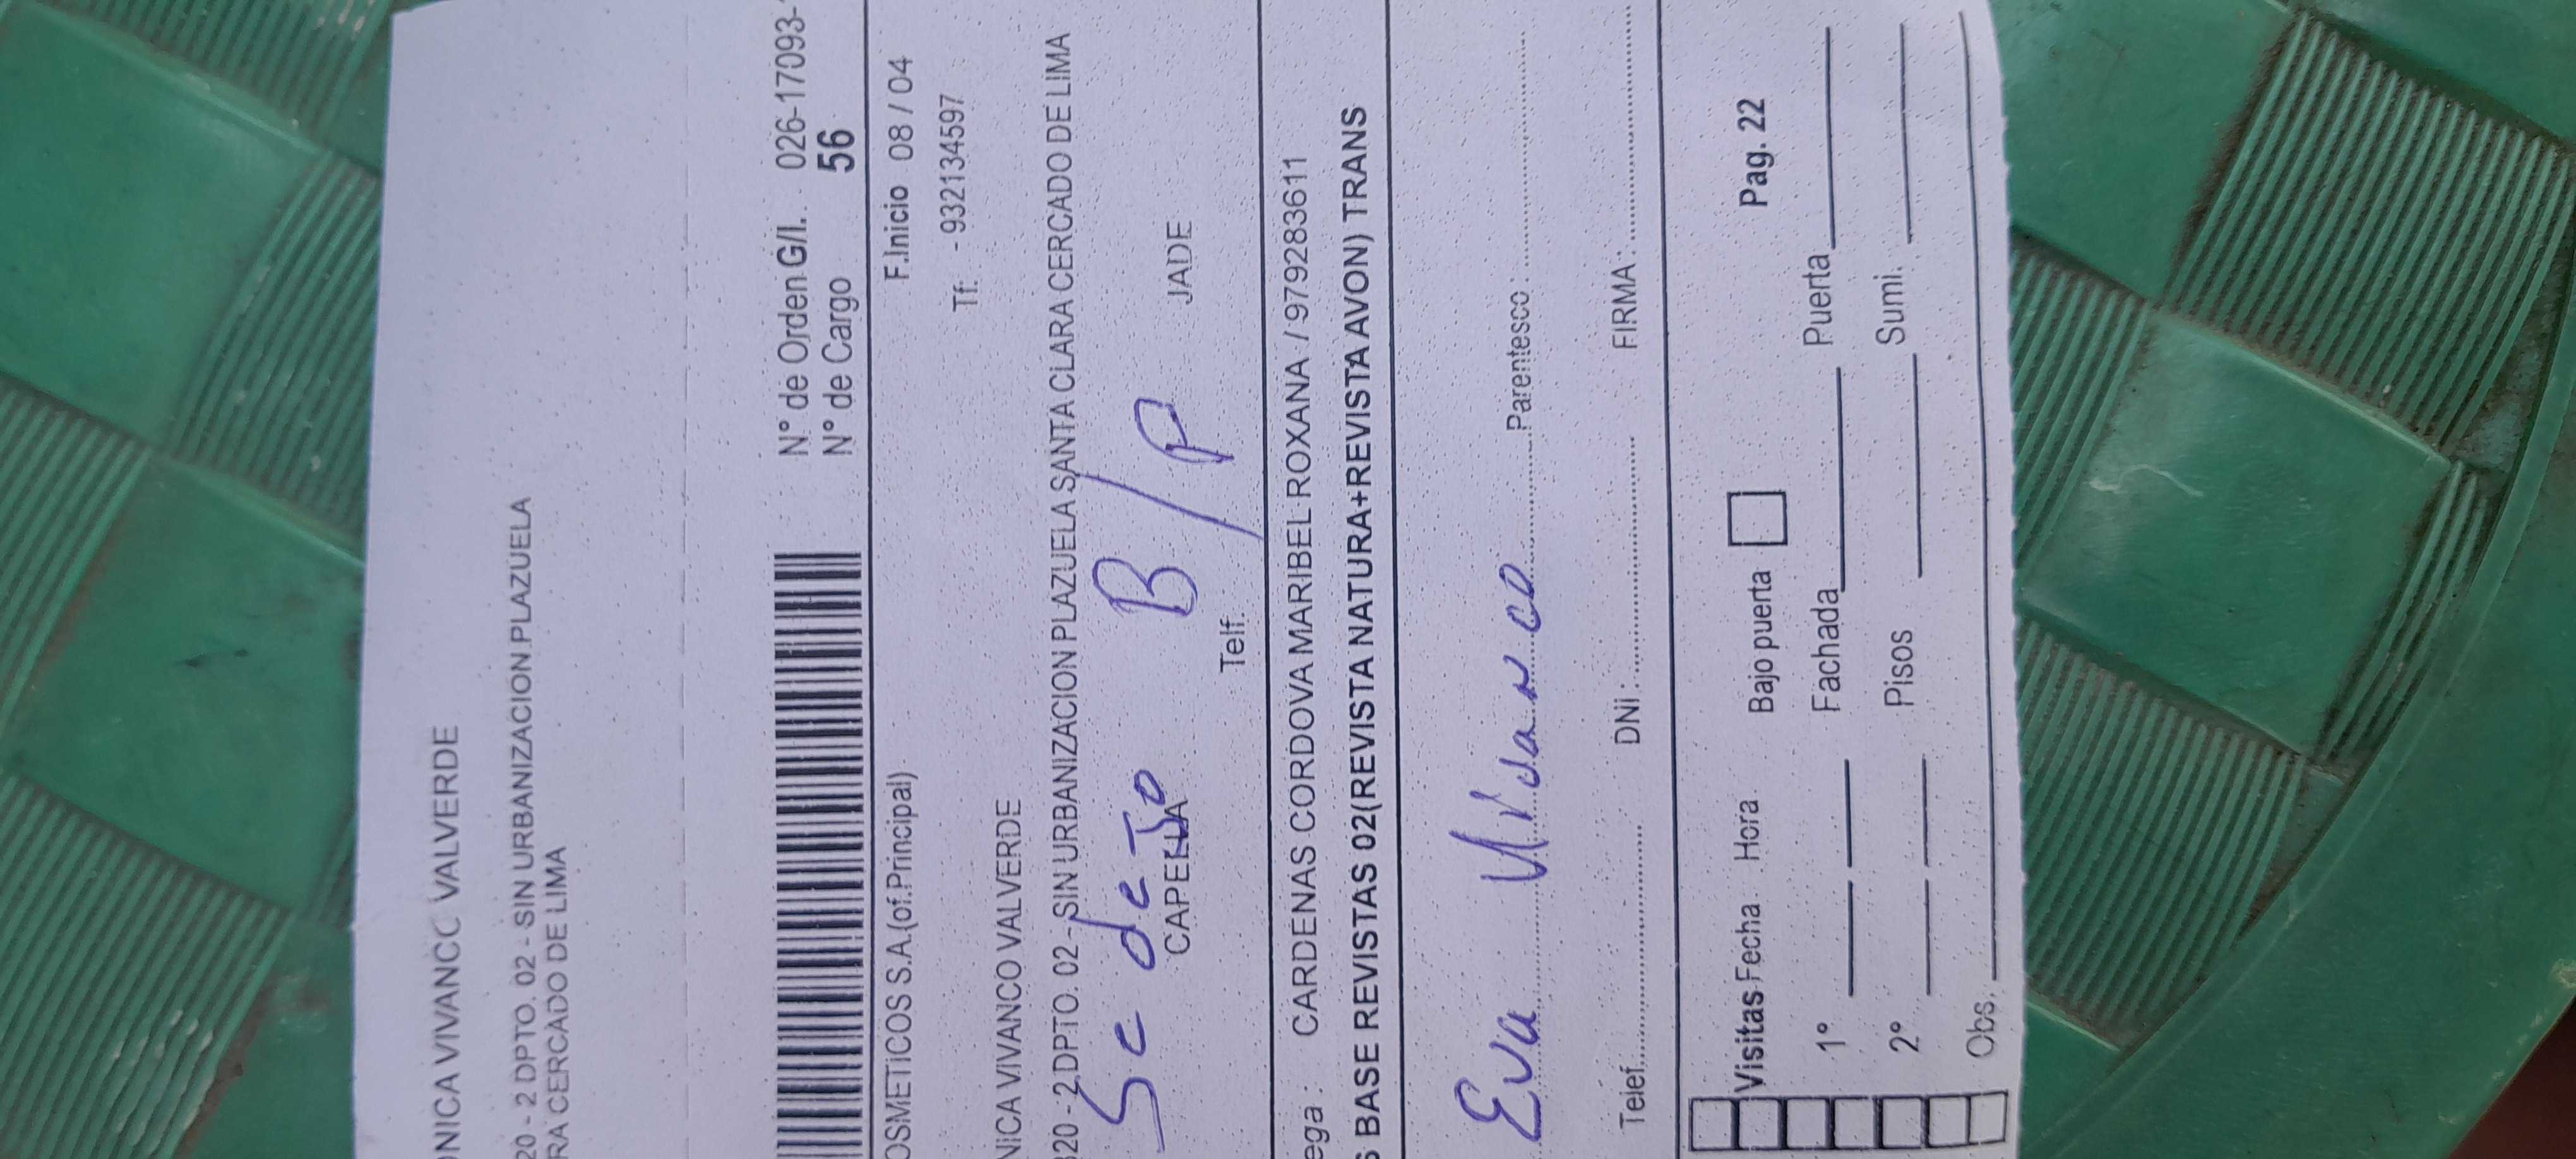 ONICA VIVANCC VALVERDE
20 - 2 DPTO. 02 - SIN URBANIZACION PLAZUELA
RA CERCADO DE LIMA
N° de Orden G/I. 026-17093-
N° de Cargo 56
OSMETICOS S.A.(of.Principal) F.Inicio 08 / 04
Tf: - 932134597
NICA VIVANCO VALVERDE
320 - 2 DPTO. 02 - SIN URBANIZACION PLAZUELA SANTA CLARA CERCADO DE LIMA
Se dejo B/P
CAPELLA JADE
Telf.
ega : CARDENAS CORDOVA MARIBEL ROXANA / 979283611
S BASE REVISTAS 02(REVISTA NATURA+REVISTA AVON) TRANS
Eva Vivanco Parentesco:
Telef. DNi: FIRMA:
Visitas Fecha Hora Bajo puerta Pag. 22
1° Fachada Puerta
2° Pisos Sumi.
Obs.